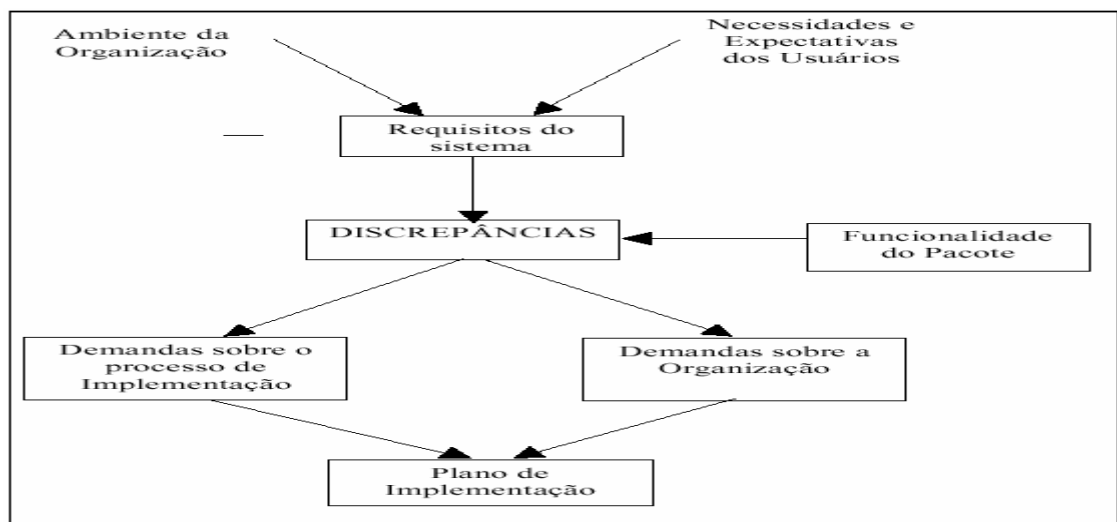 Ambiente da
Organização
Necessidades e
Expectativas
dos Usuários
Requisitos do
sistema
DISCREPÂNCIAS
Funcionalidade
do Pacote
Demandas sobre o
processo de
Implementação
Demandas sobre a
Organização
Plano de
Implementação